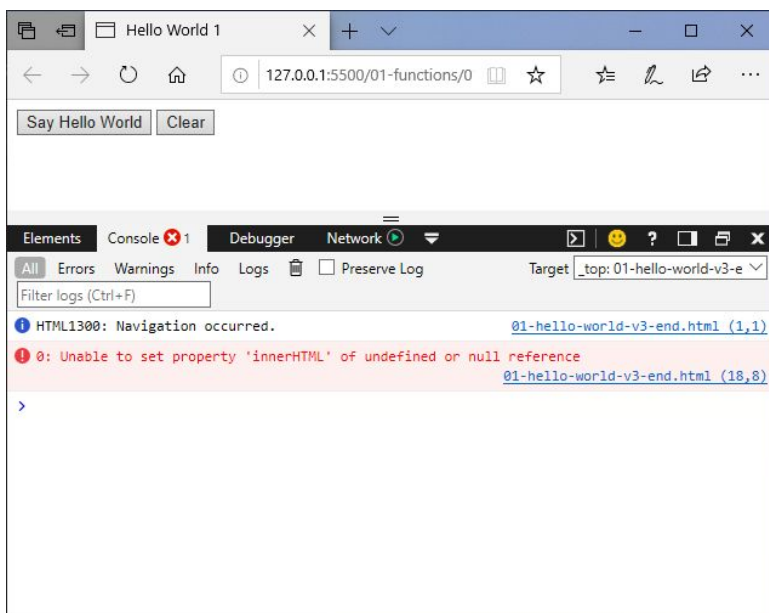 Hello World 1
127.0.0.1:5500/01-functions/0
Say Hello World Clear
Elements Console 1 Debugger Network ?
All Errors Warnings Info Logs Preserve Log Target _top: 01-hello-world-v3-e
Filter logs (Ctrl+F)
HTML1300: Navigation occurred. 01-hello-world-v3-end.html (1,1)
0: Unable to set property 'innerHTML' of undefined or null reference
01-hello-world-v3-end.html (18,8)
>